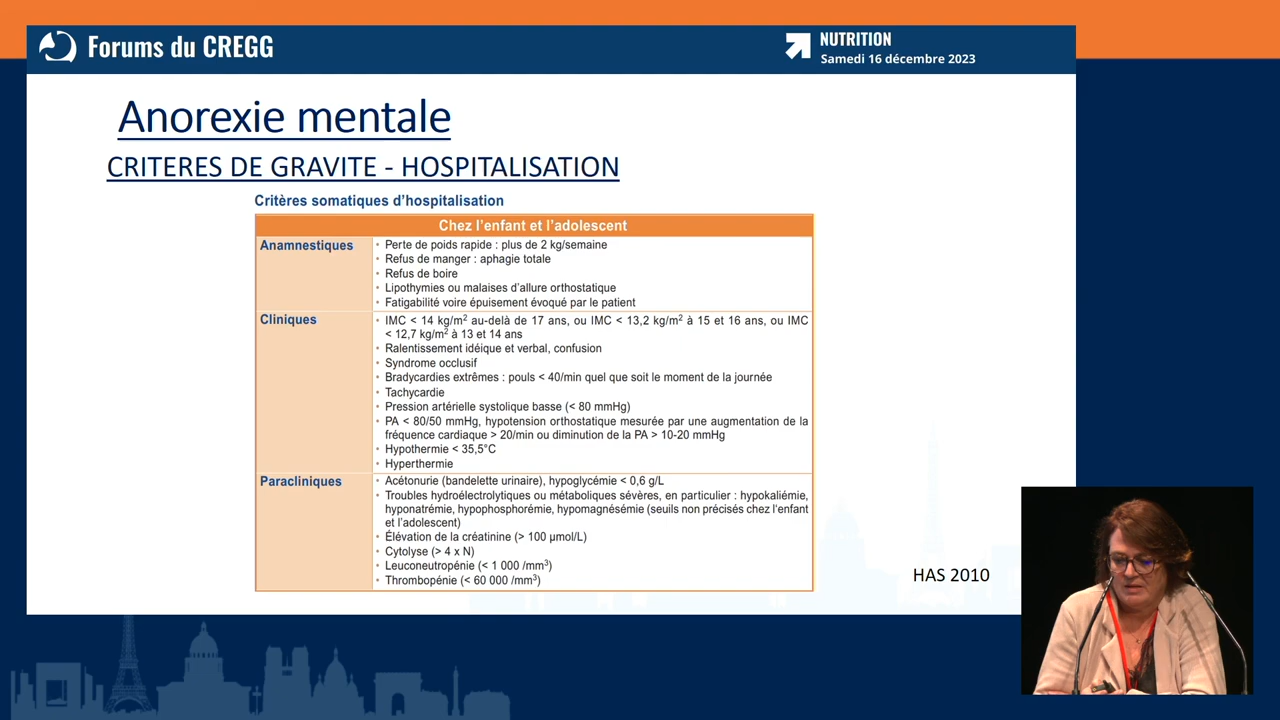 Forums du CREGG
NUTRITION
Samedi 16 décembre 2023
Anorexie mentale
CRITERES DE GRAVITE - HOSPITALISATION
Critères somatiques d'hospitalisation
Chez l'enfant et l'adolescent
Anamnestiques
• Perte de poids rapide : plus de 2 kg/semaine
• Refus de manger : aphagie totale
• Refus de boire
• Lipothymies ou malaises d'allure orthostatique
• Fatigabilité voire épuisement évoqué par le patient
Cliniques
• IMC < 14 kg/m² au-delà de 17 ans, ou IMC < 13,2 kg/m² à 15 et 16 ans, ou IMC
< 12,7 kg/m² à 13 et 14 ans
• Ralentissement idéique et verbal, confusion
• Syndrome occlusif
• Bradycardies extrêmes : pouls < 40/min quel que soit le moment de la journée
• Tachycardie
• Pression artérielle systolique basse (< 80 mmHg)
• PA < 80/50 mmHg, hypotension orthostatique mesurée par une augmentation de la
fréquence cardiaque > 20/min ou diminution de la PA > 10-20 mmHg
• Hypothermie < 35,5°C
• Hyperthermie
Paracliniques
• Acétonurie (bandelette urinaire), hypoglycémie < 0,6 g/L
• Troubles hydroélectrolytiques ou métaboliques sévères, en particulier : hypokaliémie,
hyponatrémie, hypophosphorémie, hypomagnésémie (seuils non précisés chez l'enfant
et l'adolescent)
• Élévation de la créatinine (> 100 µmol/L)
• Cytolyse (> 4 x N)
• Leuconeutropénie (< 1 000 /mm³)
• Thrombopénie (< 60 000 /mm³)
HAS 2010